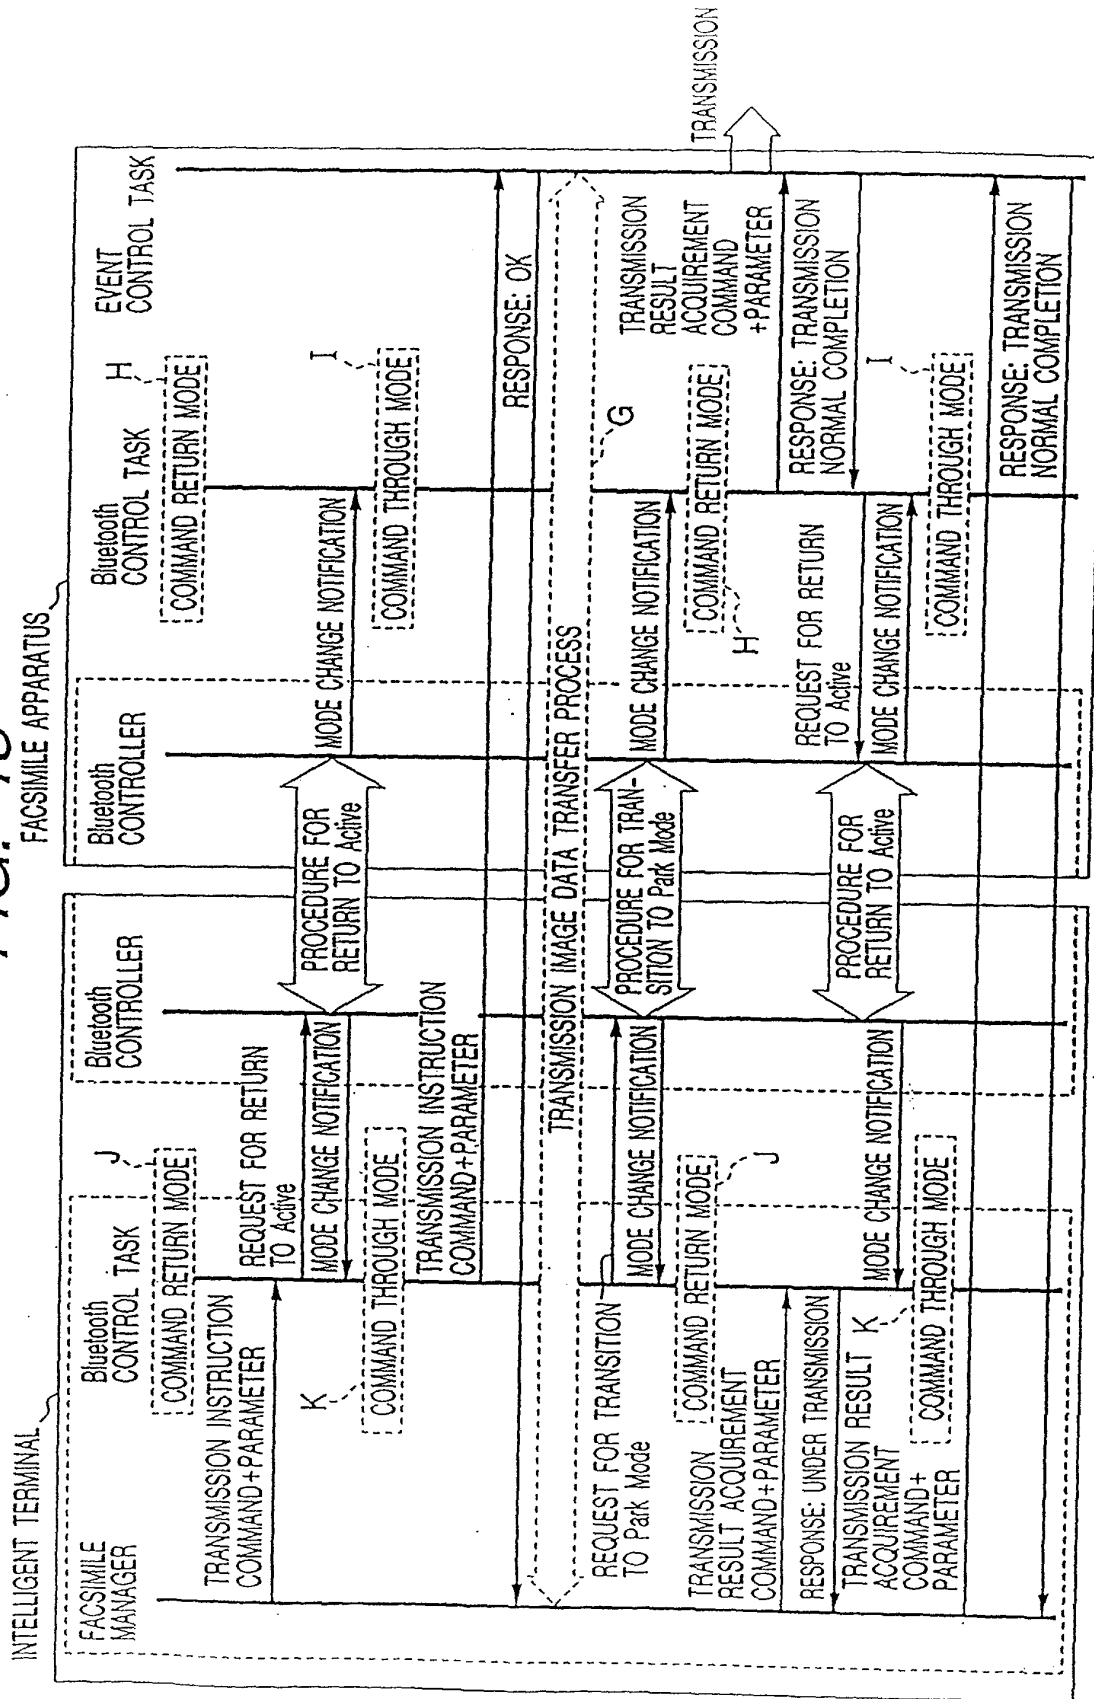 FACSIMILE APPARATUS
INTELLIGENT TERMINAL
FACSIMILE
MANAGER
Bluetooth
CONTROL TASK
Bluetooth
CONTROLLER
Bluetooth
CONTROLLER
Bluetooth
CONTROL TASK
EVENT
CONTROL TASK
J
COMMAND RETURN MODE
H
COMMAND RETURN MODE
TRANSMISSION INSTRUCTION
COMMAND+PARAMETER
REQUEST FOR RETURN
TO Active
MODE CHANGE NOTIFICATION
PROCEDURE FOR
RETURN TO Active
MODE CHANGE NOTIFICATION
K
COMMAND THROUGH MODE
I
COMMAND THROUGH MODE
TRANSMISSION INSTRUCTION
COMMAND+PARAMETER
RESPONSE: OK
TRANSMISSION IMAGE DATA TRANSFER PROCESS
G
REQUEST FOR TRANSITION
TO Park Mode
MODE CHANGE NOTIFICATION
PROCEDURE FOR TRAN-
SITION TO Park Mode
MODE CHANGE NOTIFICATION
COMMAND RETURN MODE
J
COMMAND RETURN MODE
H
TRANSMISSION
TRANSMISSION
RESULT ACQUIREMENT
COMMAND+PARAMETER
TRANSMISSION
RESULT
ACQUIREMENT
COMMAND
+PARAMETER
RESPONSE: UNDER TRANSMISSION
RESPONSE: TRANSMISSION
NORMAL COMPLETION
REQUEST FOR RETURN
TO Active
PROCEDURE FOR
RETURN TO Active
MODE CHANGE NOTIFICATION
MODE CHANGE NOTIFICATION
TRANSMISSION RESULT
ACQUIREMENT
COMMAND+
PARAMETER
K
COMMAND THROUGH MODE
I
COMMAND THROUGH MODE
RESPONSE: TRANSMISSION
NORMAL COMPLETION